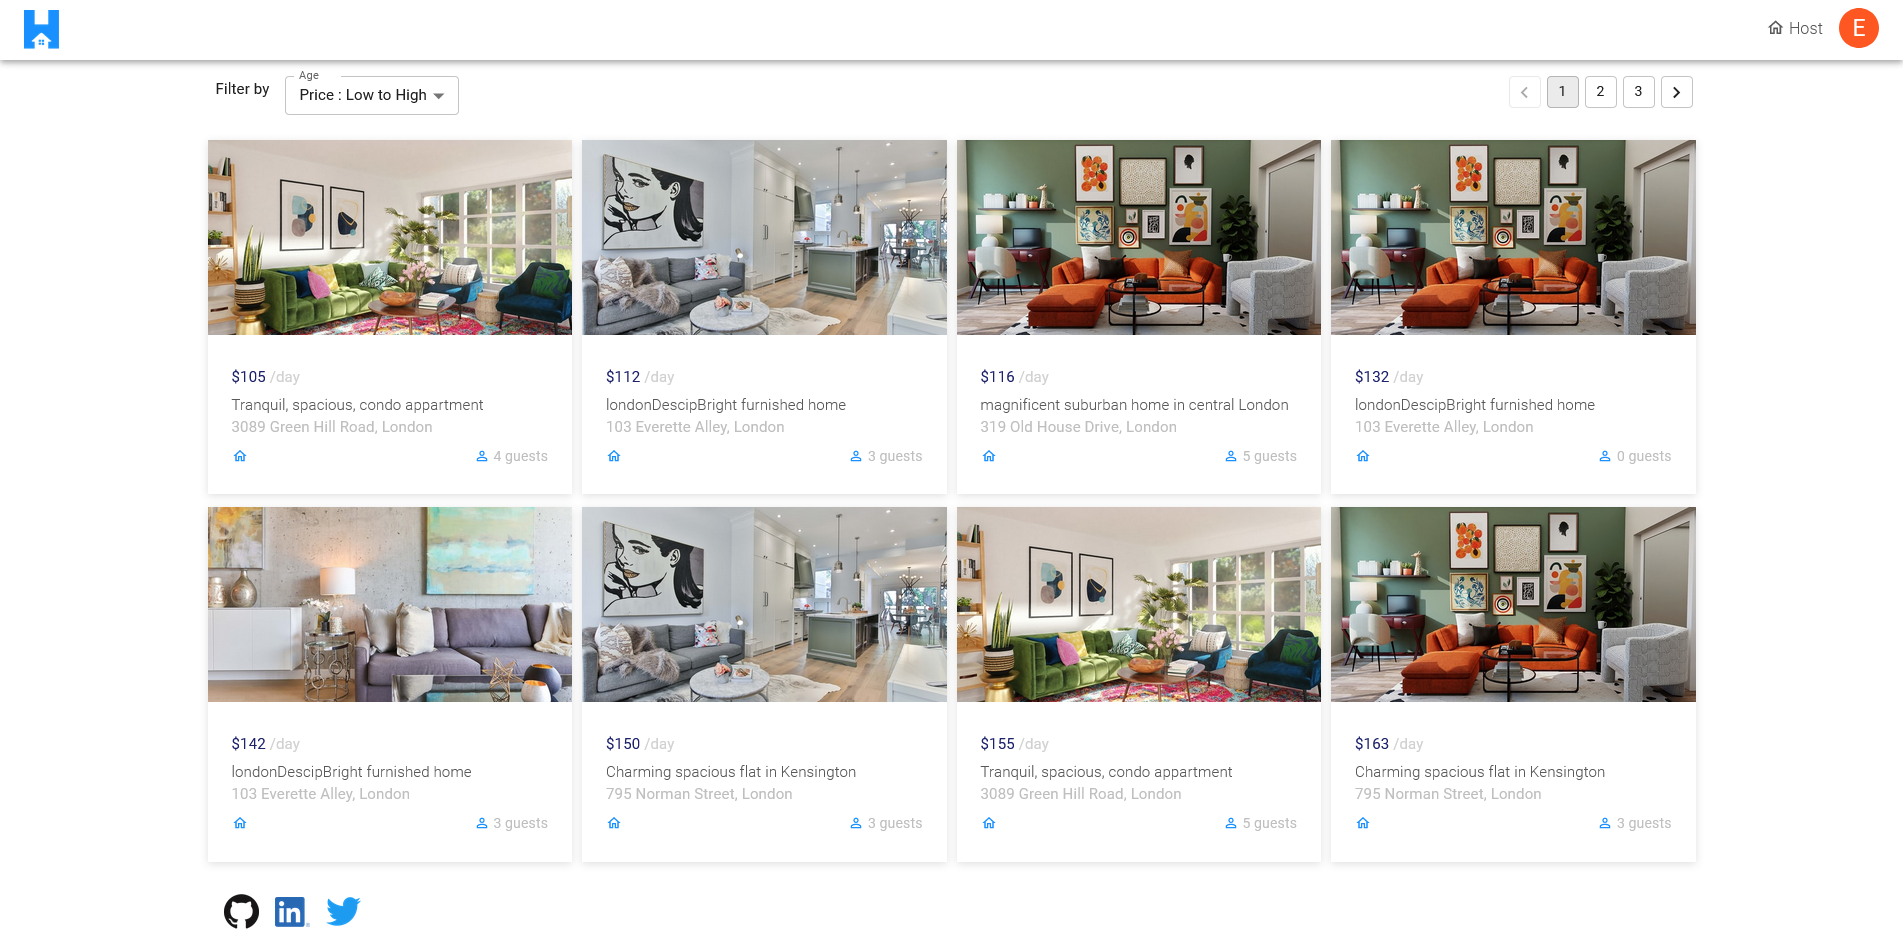 H
Host
E
Filter by
Age
Price : Low to High
1
2
3
$105 /day
Tranquil, spacious, condo appartment
3089 Green Hill Road, London
4 guests
$112 /day
londonDescipBright furnished home
103 Everette Alley, London
3 guests
$116 /day
magnificent suburban home in central London
319 Old House Drive, London
5 guests
$132 /day
londonDescipBright furnished home
103 Everette Alley, London
0 guests
$142 /day
londonDescipBright furnished home
103 Everette Alley, London
3 guests
$150 /day
Charming spacious flat in Kensington
795 Norman Street, London
3 guests
$155 /day
Tranquil, spacious, condo appartment
3089 Green Hill Road, London
5 guests
$163 /day
Charming spacious flat in Kensington
795 Norman Street, London
3 guests
in